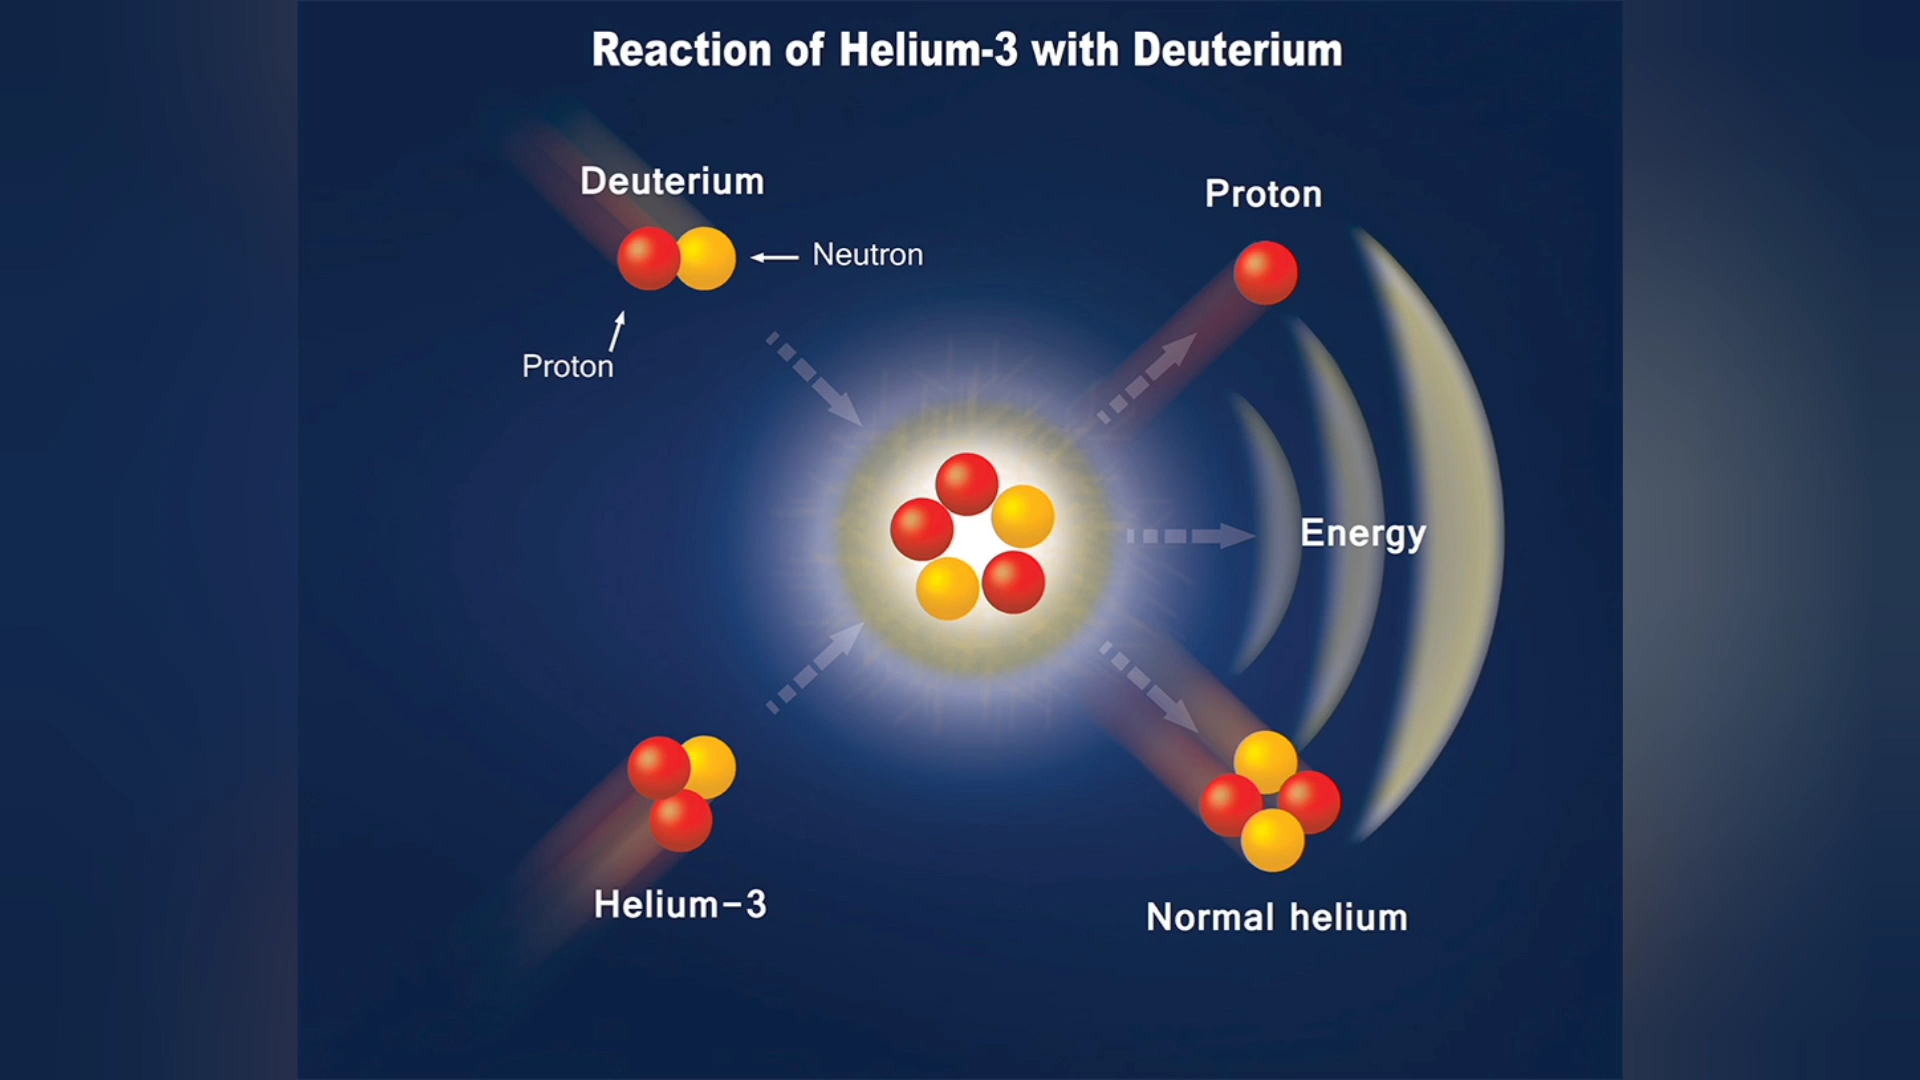 Reaction of Helium-3 with Deuterium
Deuterium
Proton
Neutron
Proton
Energy
Helium-3
Normal helium